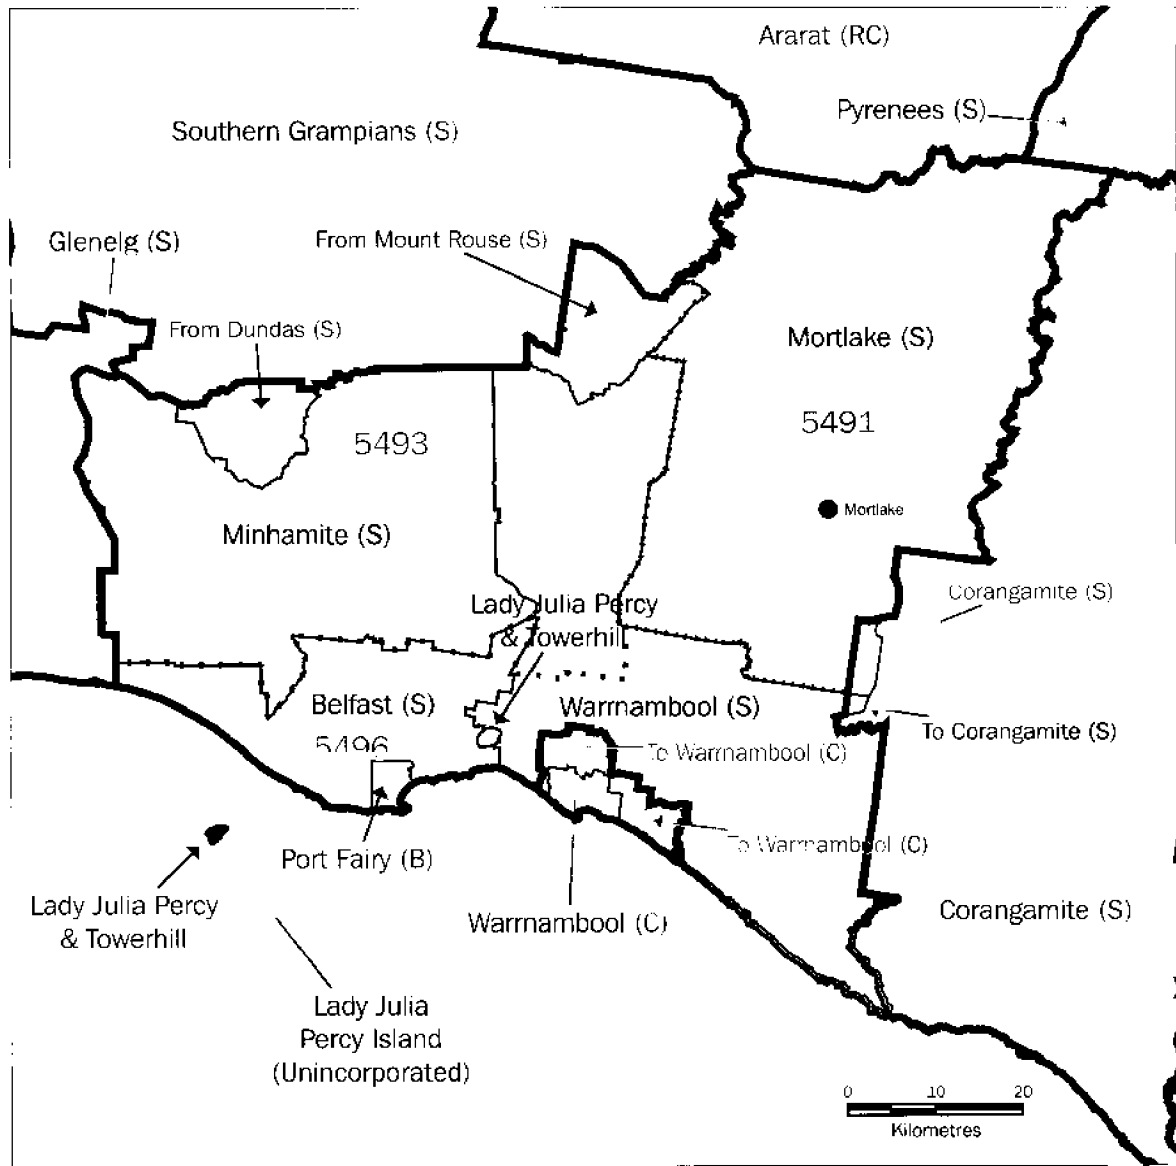 Ararat (RC)
Pyrenees (S)
Southern Grampians (S)
Glenelg (S)
From Mount Rouse (S)
From Dundas (S)
Mortlake (S)
5491
5493
Mortlake
Minhamite (S)
Corangamite (S)
Lady Julia Percy
& Towerhill
Belfast (S)
5496
Warrnambool (S)
To Corangamite (S)
To Warrnambool (C)
To Warrnambool (C)
Port Fairy (B)
Lady Julia Percy
& Towerhill
Warrnambool (C)
Corangamite (S)
Lady Julia
Percy Island
(Unincorporated)
0 10 20
Kilometres